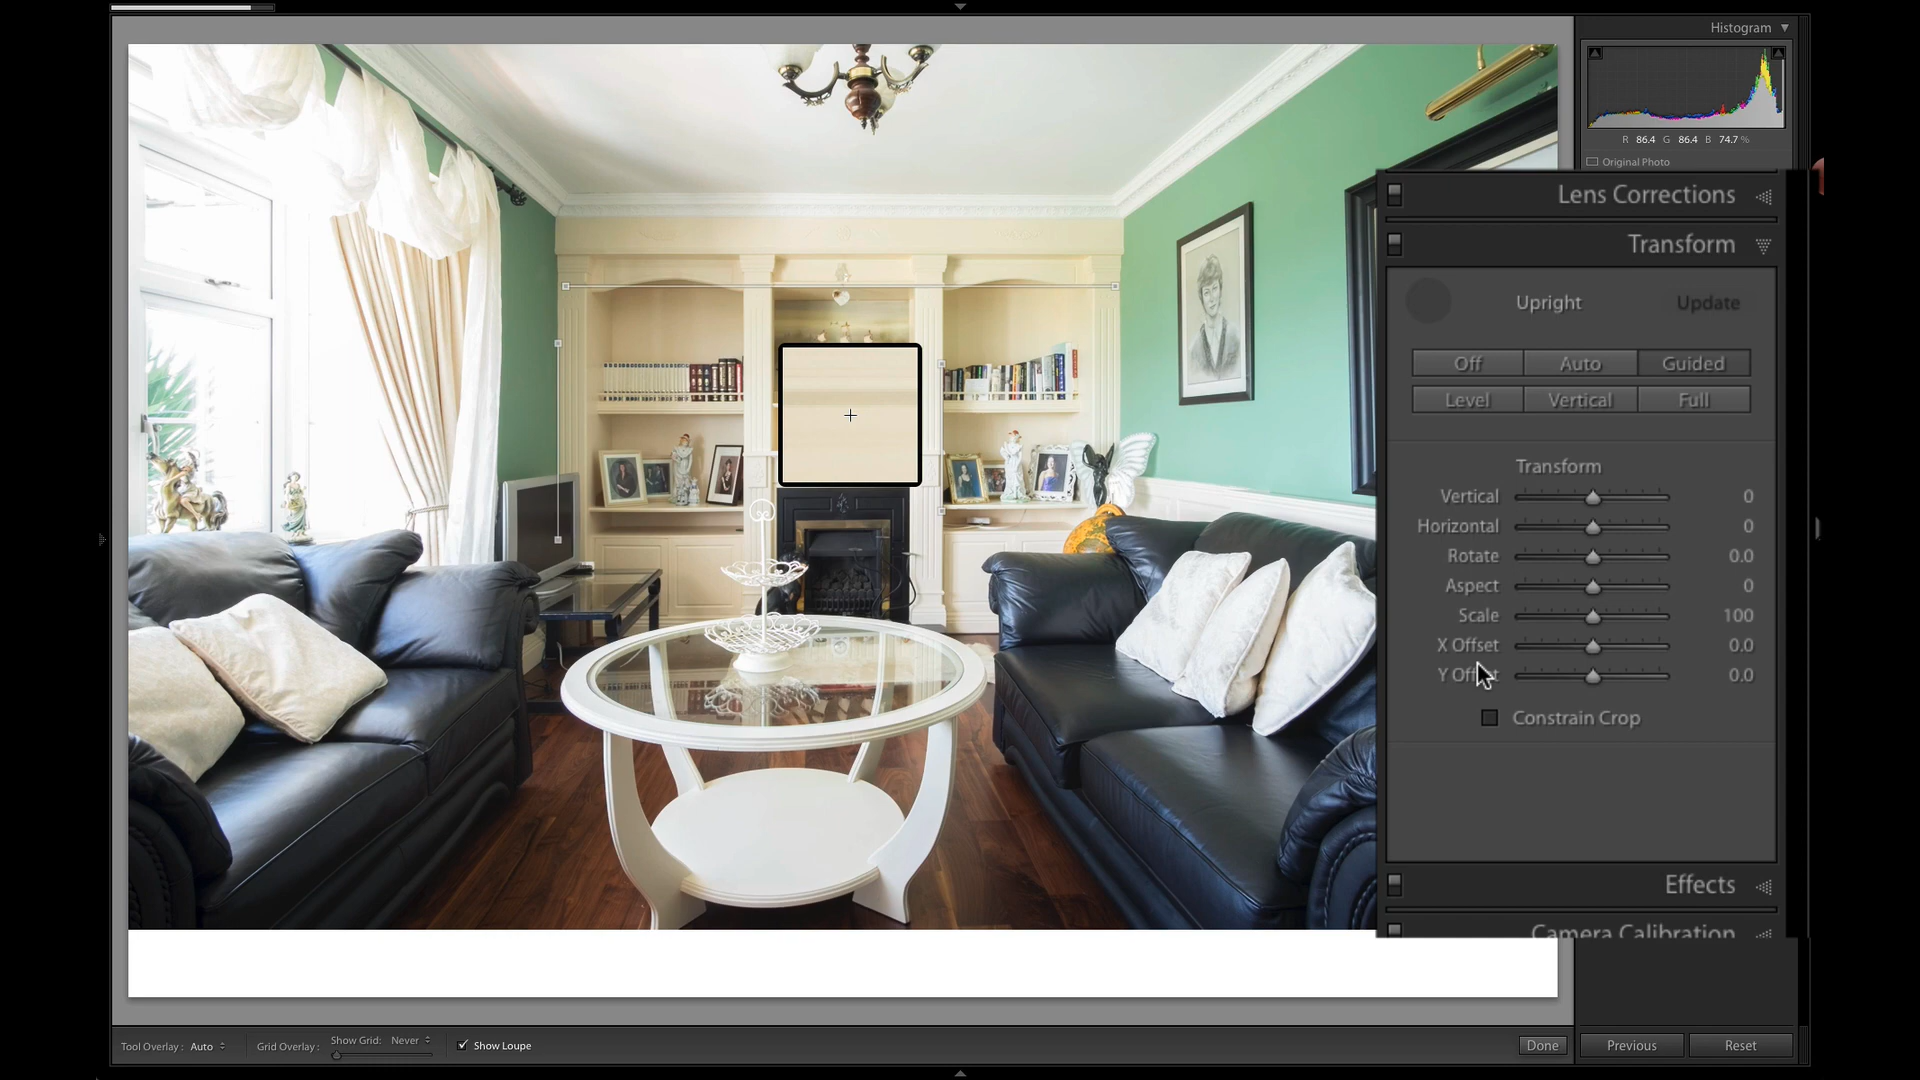 Histogram
R 86.4 G 86.4 B 74.7 %
Original Photo
Lens Corrections
Transform
Upright Update
Off Auto Guided
Level Vertical Full
Transform
Vertical 0
Horizontal 0
Rotate 0.0
Aspect 0
Scale 100
X Offset 0.0
Y Offset 0.0
Constrain Crop
Effects
Camera Calibration
Tool Overlay : Auto Grid Overlay : Show Grid: Never Show Loupe Done Previous Reset